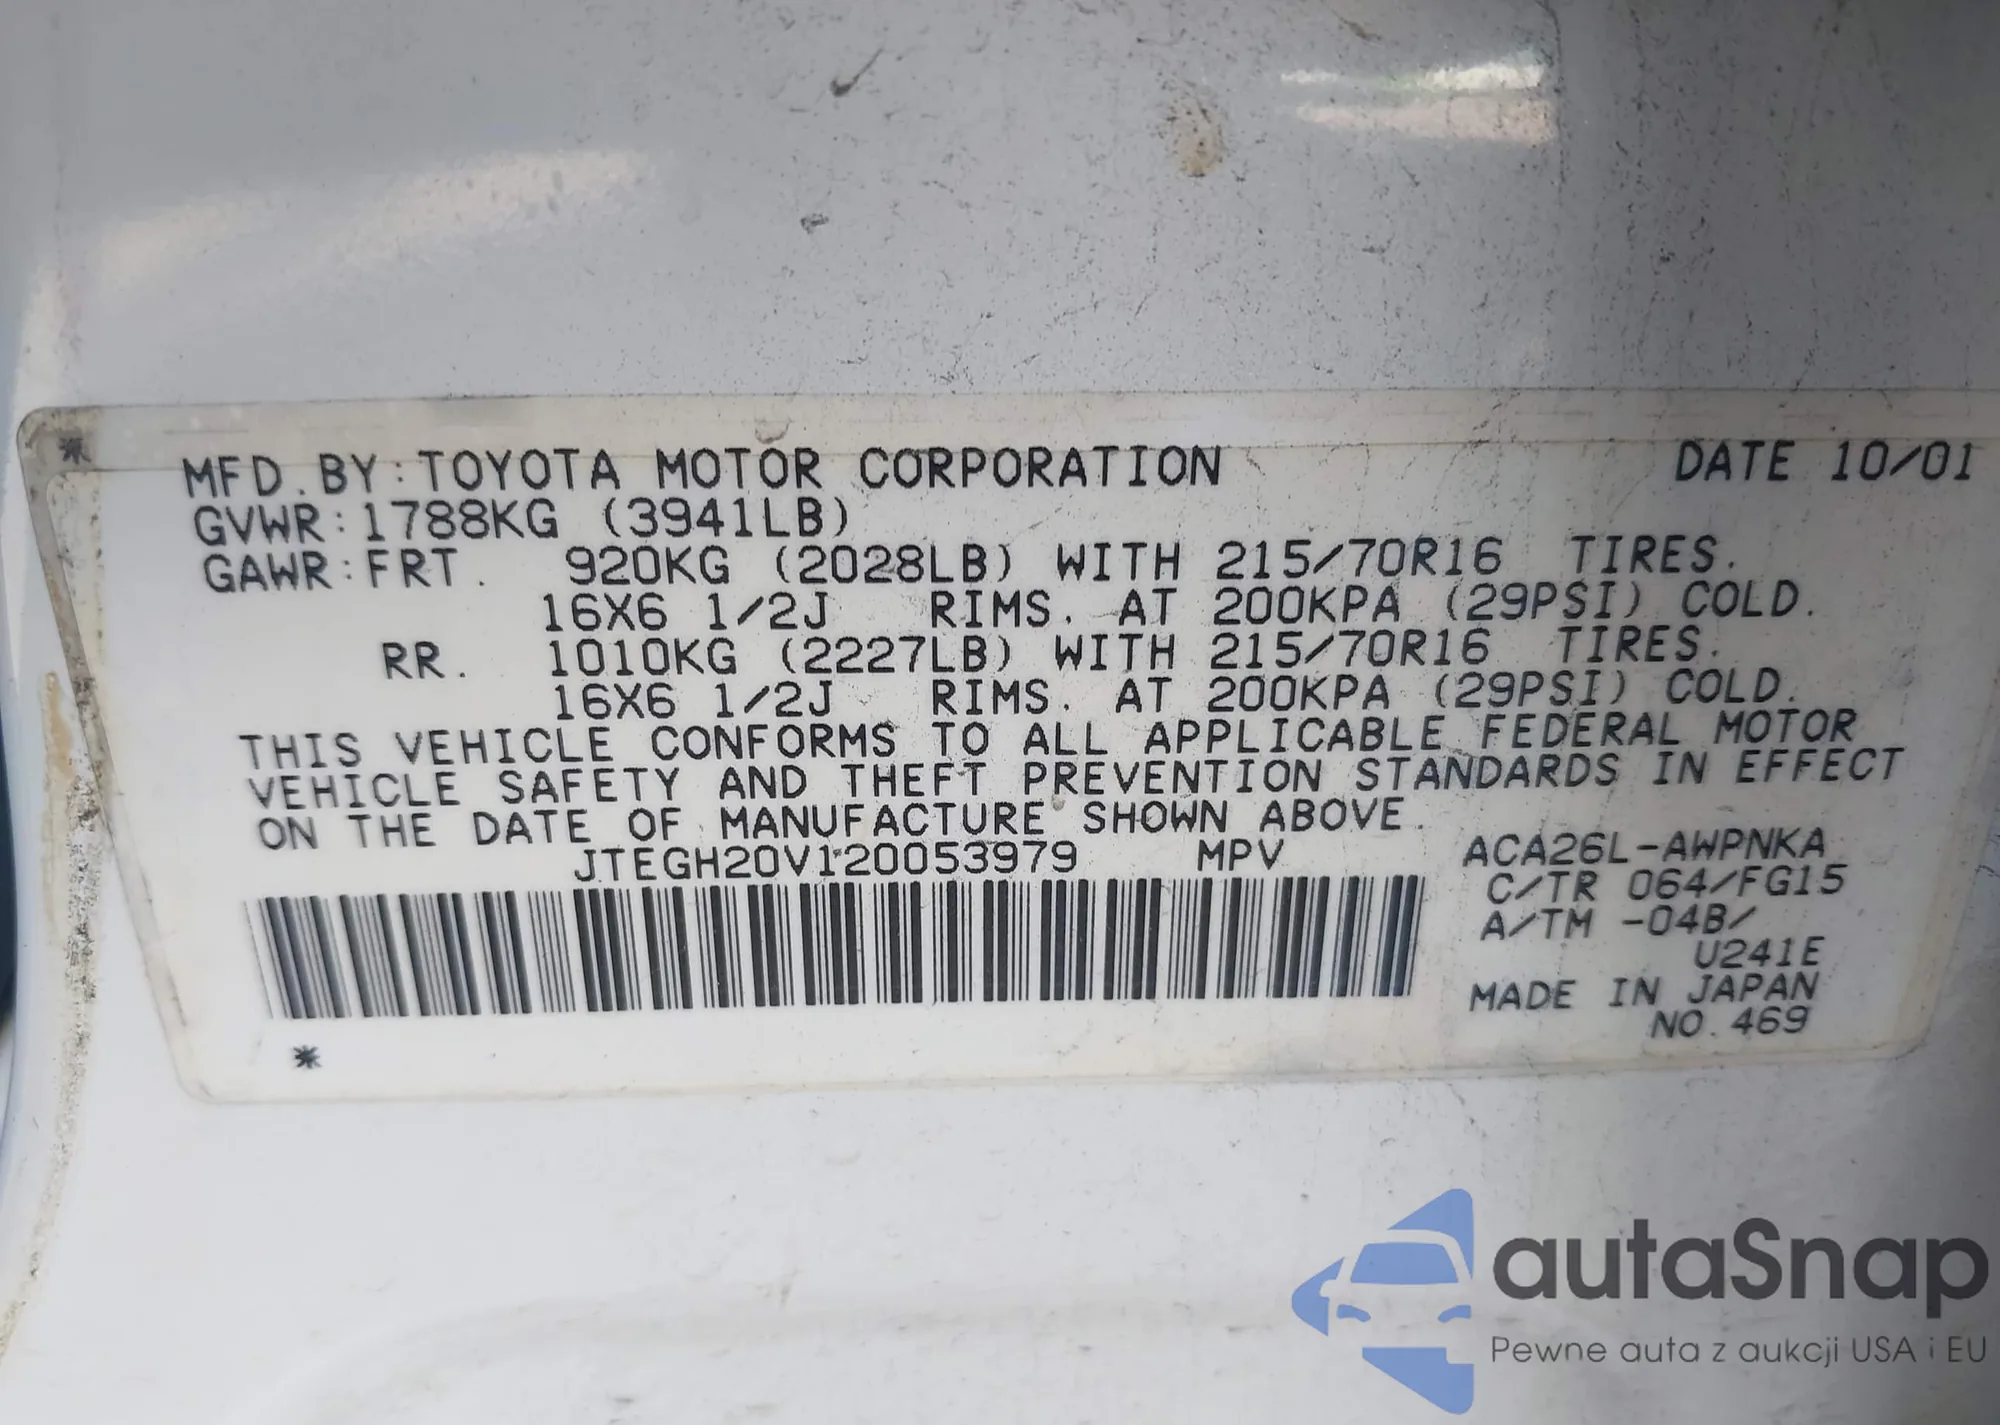 *
MFD.BY:TOYOTA MOTOR CORPORATION DATE 10/01
GVWR:1788KG (3941LB)
GAWR:FRT. 920KG (2028LB) WITH 215/70R16 TIRES.
16X6 1/2J RIMS. AT 200KPA (29PSI) COLD.
RR. 1010KG (2227LB) WITH 215/70R16 TIRES.
16X6 1/2J RIMS. AT 200KPA (29PSI) COLD.
THIS VEHICLE CONFORMS TO ALL APPLICABLE FEDERAL MOTOR
VEHICLE SAFETY AND THEFT PREVENTION STANDARDS IN EFFECT
ON THE DATE OF MANUFACTURE SHOWN ABOVE.
JTEGH20V120053979 MPV
ACA26L-AWPNKA
C/TR 064/FG15
A/TM -04B/
U241E
MADE IN JAPAN
NO.469
*
autaSnap
Pewne auta z aukcji USA i EU